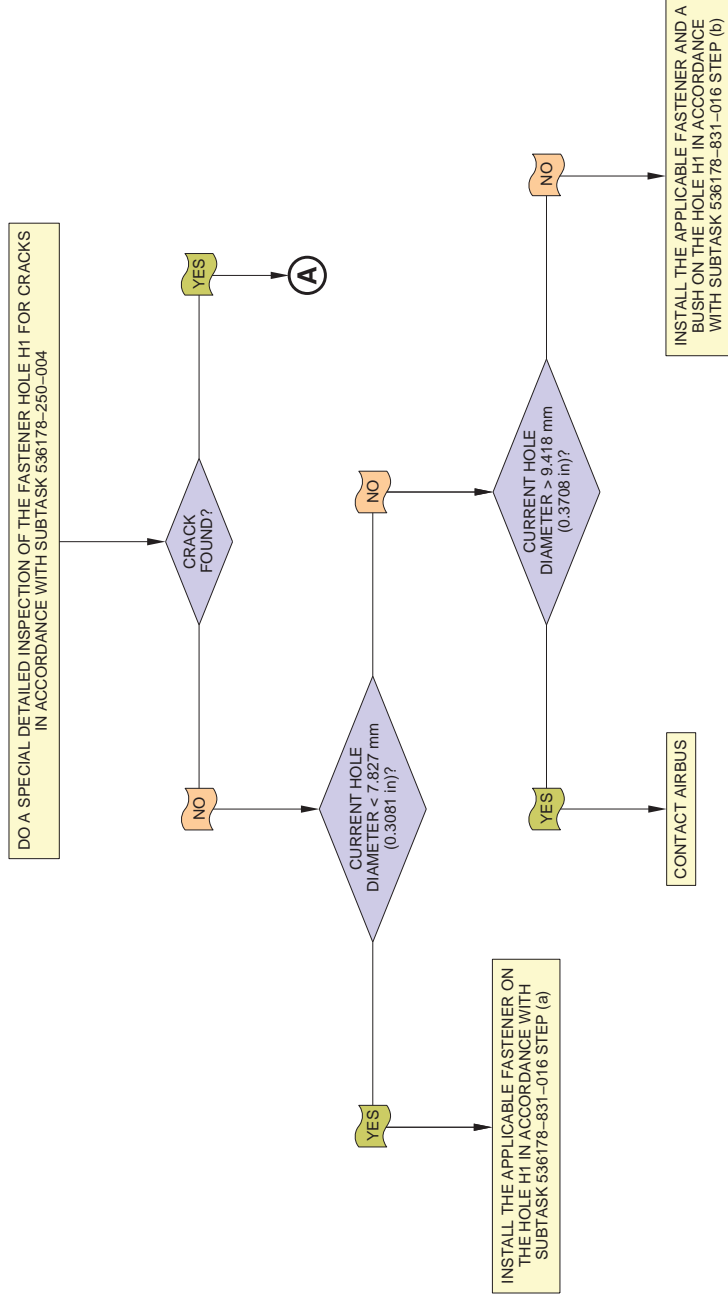 DO A SPECIAL DETAILED INSPECTION OF THE FASTENER HOLE H1 FOR CRACKS
IN ACCORDANCE WITH SUBTASK 536178–250–004
CRACK
FOUND?
NO
YES
A
CURRENT HOLE
DIAMETER < 7.827 mm
(0.3081 in)?
YES
NO
INSTALL THE APPLICABLE FASTENER ON
THE HOLE H1 IN ACCORDANCE WITH
SUBTASK 536178–831–016 STEP (a)
CURRENT HOLE
DIAMETER > 9.418 mm
(0.3708 in)?
YES
NO
CONTACT AIRBUS
INSTALL THE APPLICABLE FASTENER AND A
BUSH ON THE HOLE H1 IN ACCORDANCE
WITH SUBTASK 536178–831–016 STEP (b)